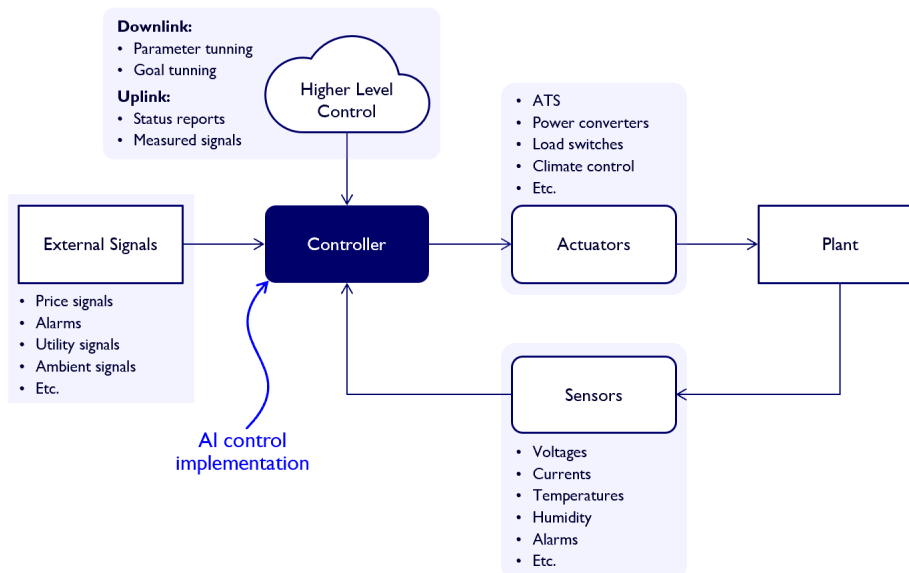 Downlink:
• Parameter tunning
• Goal tunning
Uplink:
• Status reports
• Measured signals
Higher Level
Control
• ATS
• Power converters
• Load switches
• Climate control
• Etc.
External Signals
Controller
Actuators
Plant
• Price signals
• Alarms
• Utility signals
• Ambient signals
• Etc.
AI control
implementation
Sensors
• Voltages
• Currents
• Temperatures
• Humidity
• Alarms
• Etc.